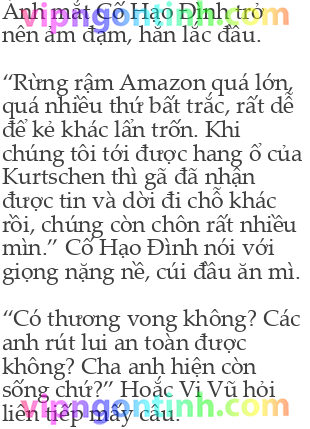 Ánh mắt Cố Hạo Đình trở
nên ảm đạm, hắn lắc đầu.
“Rừng rậm Amazon quá lớn,
quá nhiều thứ bất trắc, rất dễ
để kẻ khác lẩn trốn. Khi
chúng tôi tới được hang ổ của
Kurtschen thì gã đã nhận
được tin và dời đi chỗ khác
rồi, chúng còn chôn rất nhiều
mìn.” Cố Hạo Đình nói với
giọng nặng nề, cúi đầu ăn mì.
“Có thương vong không? Các
anh rút lui an toàn được
không? Cha anh hiện còn
sống chứ?” Hoắc Vi Vũ hỏi
liên tiếp mấy câu.
vipngontinh.com
vipngontinh.com